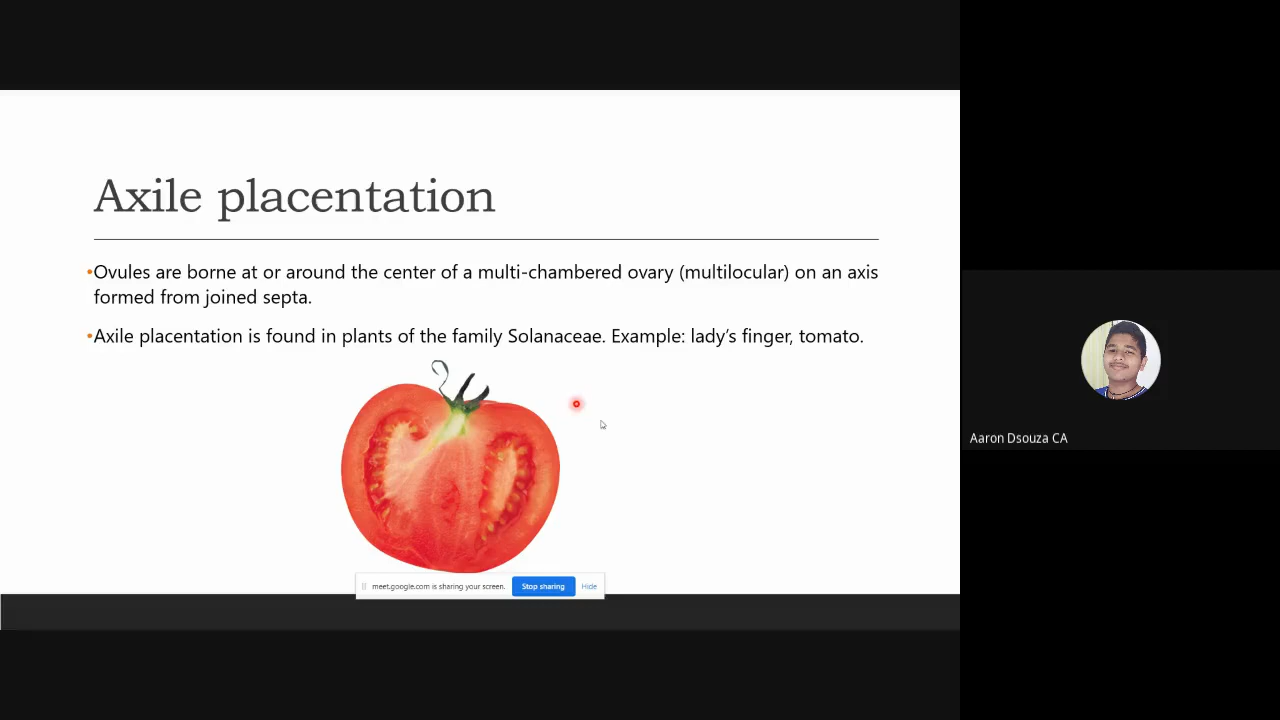 Axile placentation
•Ovules are borne at or around the center of a multi-chambered ovary (multilocular) on an axis
formed from joined septa.
•Axile placentation is found in plants of the family Solanaceae. Example: lady’s finger, tomato.
meet.google.com is sharing your screen. Stop sharing Hide
Aaron Dsouza CA